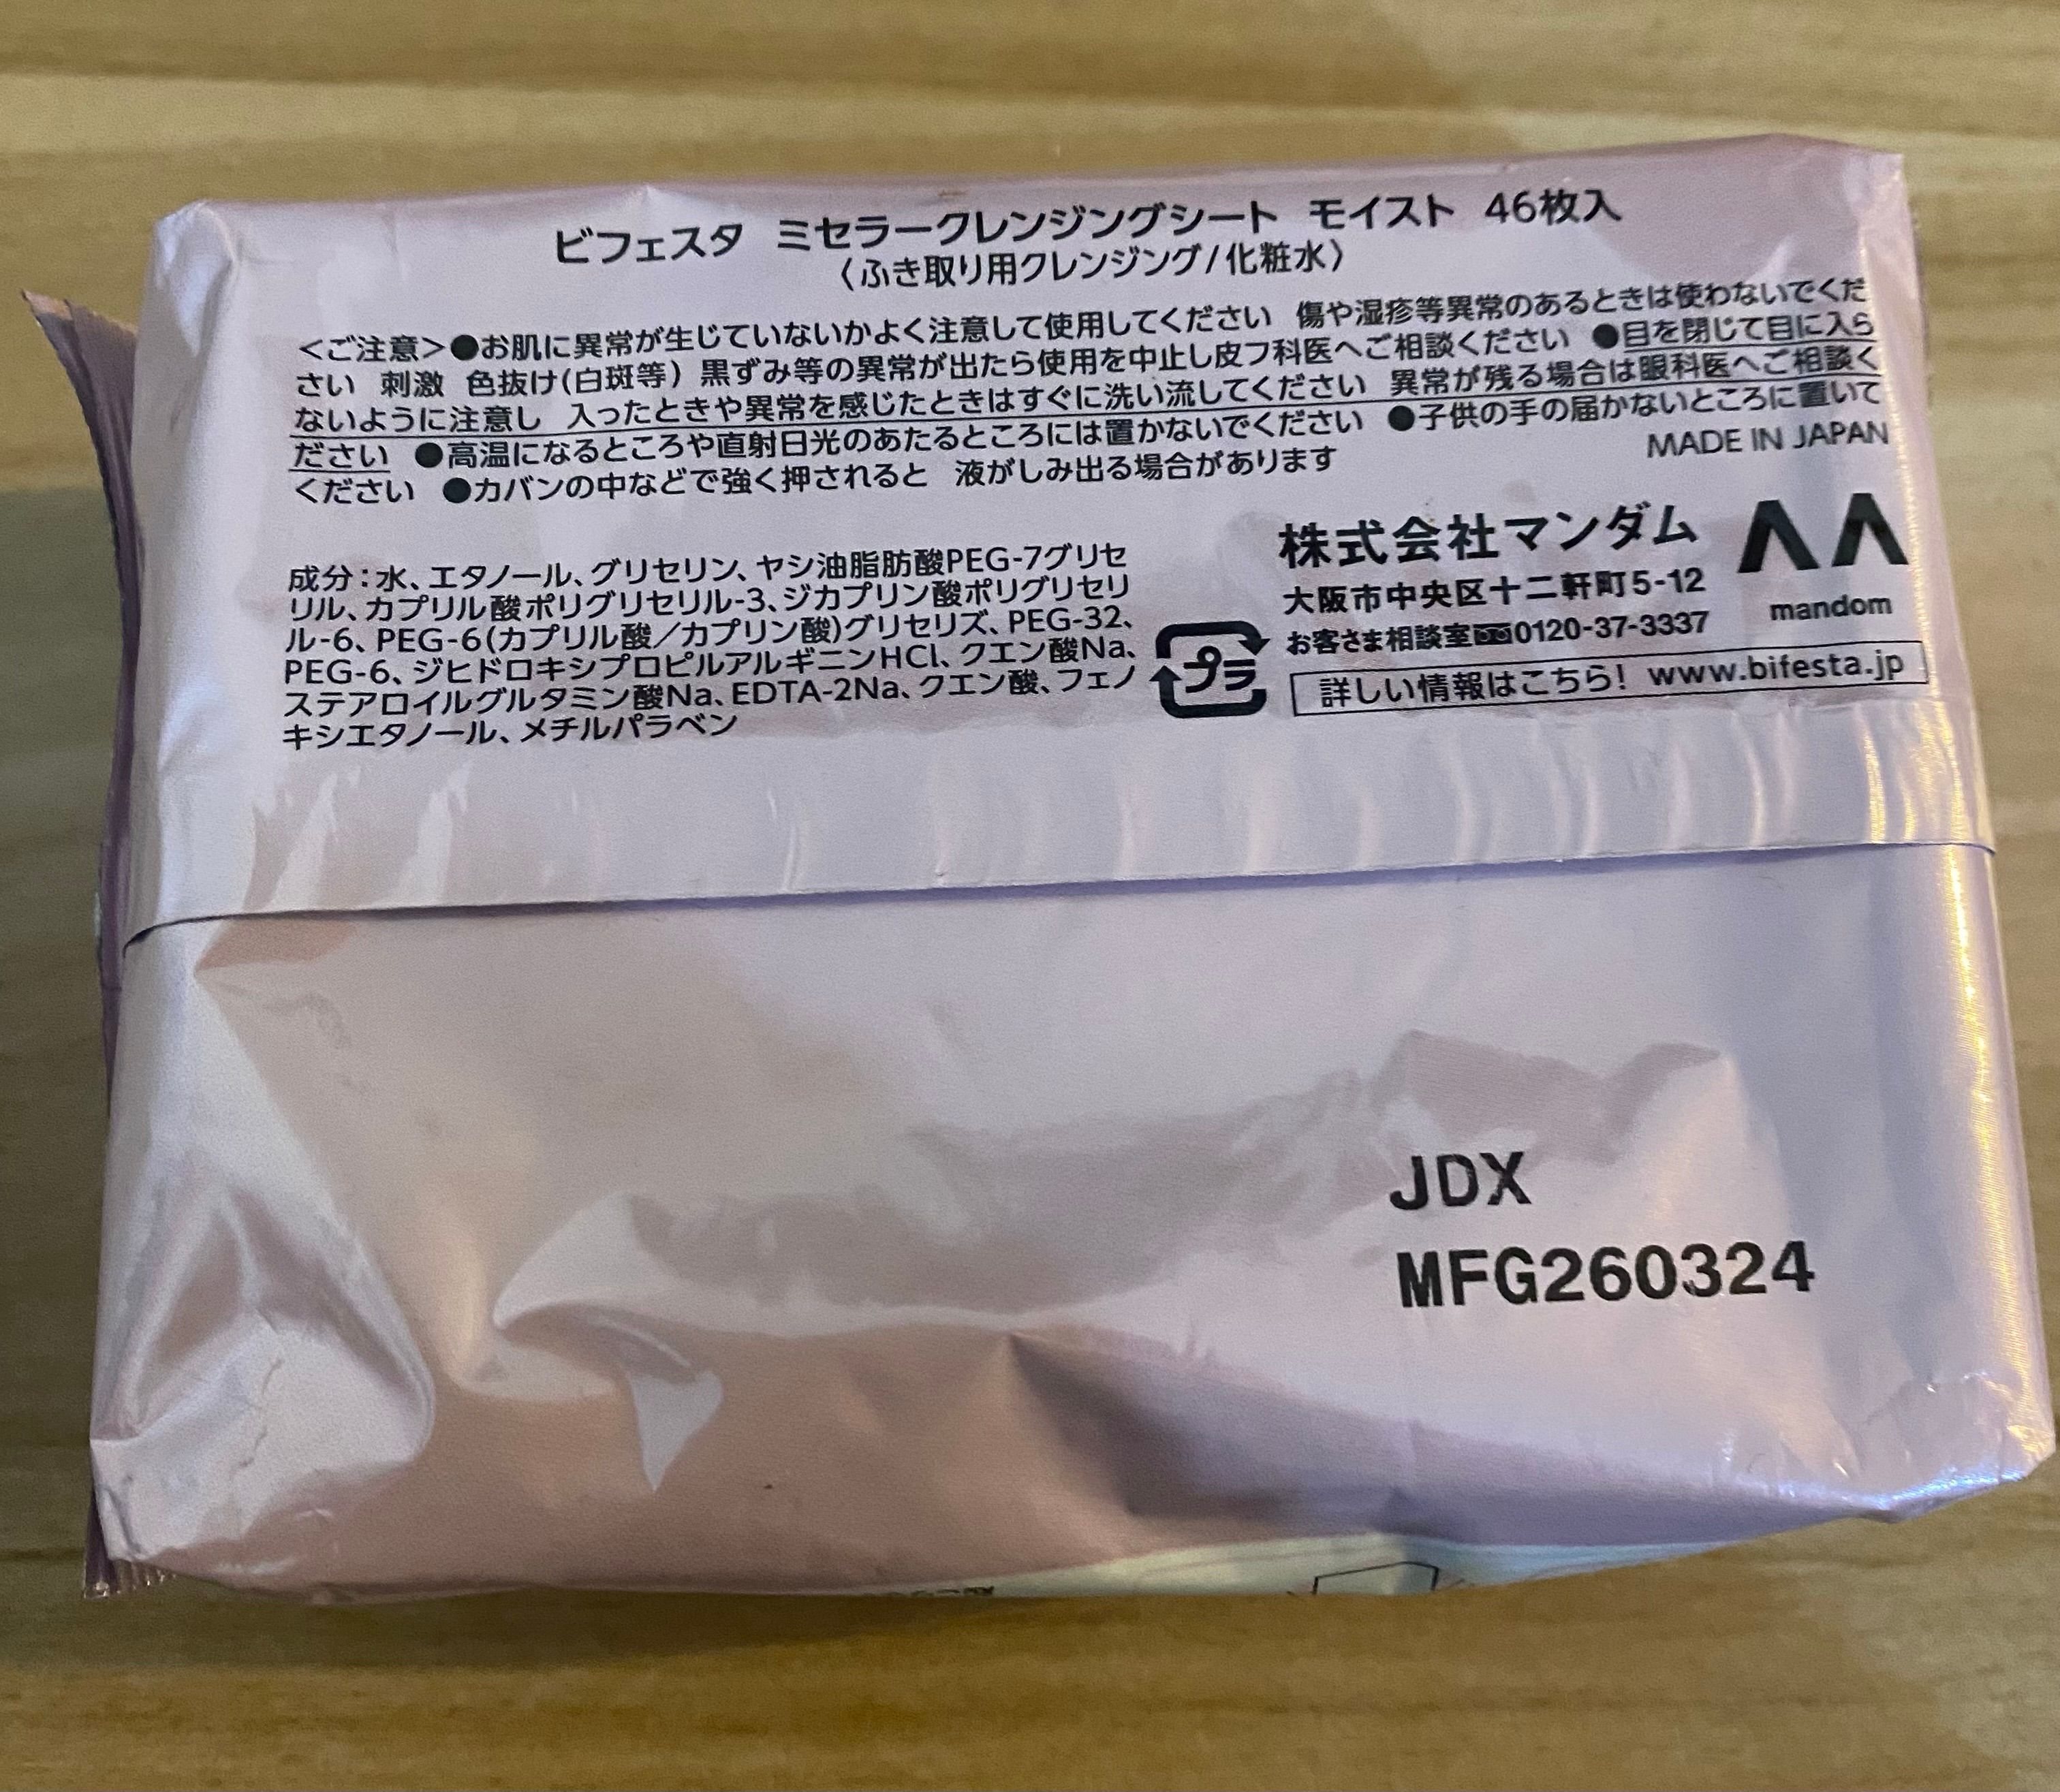 ビフェスタ ミセラークレンジングシート モイスト 46枚入
〈ふき取り用クレンジング/化粧水〉
＜ご注意＞●お肌に異常が生じていないかよく注意して使用してください 傷や湿疹等異常のあるときは使わないでくだ
さい 刺激 色抜け(白斑等) 黒ずみ等の異常が出たら使用を中止し皮フ科医へご相談ください ●目を閉じて目に入ら
ないように注意し 入ったときや異常を感じたときはすぐに洗い流してください 異常が残る場合は眼科医へご相談く
ださい ●高温になるところや直射日光のあたるところには置かないでください ●子供の手の届かないところに置いて
ください ●カバンの中などで強く押されると 液がしみ出る場合があります
MADE IN JAPAN
成分：水、エタノール、グリセリン、ヤシ油脂肪酸PEG-7グリセ
リル、カプリル酸ポリグリセリル-3、ジカプリン酸ポリグリセリ
ル-6、PEG-6(カプリル酸／カプリン酸)グリセリズ、PEG-32、
PEG-6、ジヒドロキシプロピルアルギニンHCl、クエン酸Na、
ステアロイルグルタミン酸Na、EDTA-2Na、クエン酸、フェノ
キシエタノール、メチルパラベン
プラ
株式会社マンダム
大阪市中央区十二軒町5-12
お客さま相談室0120-37-3337
mandom
詳しい情報はこちら! www.bifesta.jp
JDX
MFG260324